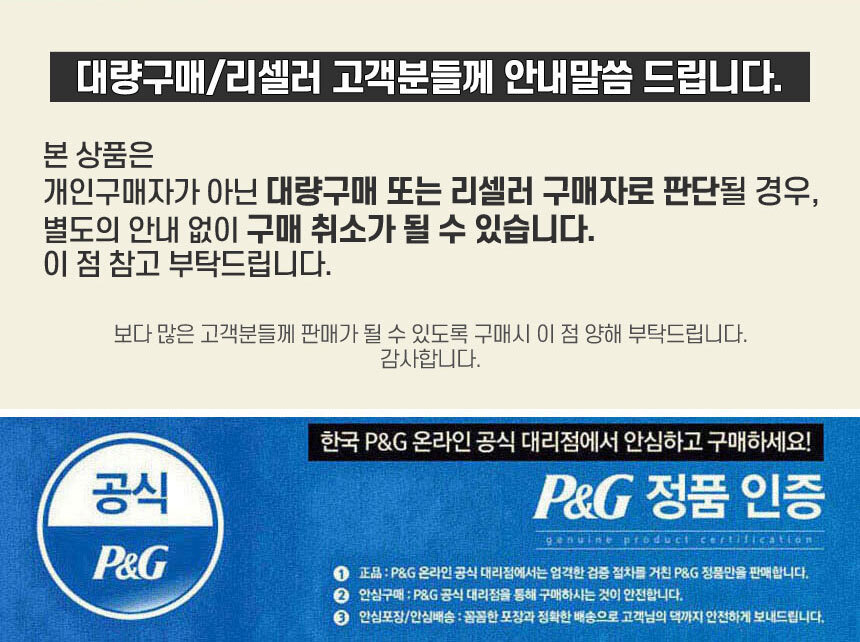 대량구매/리셀러 고객분들께 안내말씀 드립니다.
본 상품은
개인구매자가 아닌 대량구매 또는 리셀러 구매자로 판단될 경우,
별도의 안내 없이 구매 취소가 될 수 있습니다.
이 점 참고 부탁드립니다.
보다 많은 고객분들께 판매가 될 수 있도록 구매시 이 점 양해 부탁드립니다.
감사합니다.
한국 P&G 온라인 공식 대리점에서 안심하고 구매하세요!
공식
P&G
P&G 정품 인증
genuine product certification
1 正品 : P&G 온라인 공식 대리점에서는 엄격한 검증 절차를 거친 P&G 정품만을 판매합니다.
2 안심구매 : P&G 공식 대리점을 통해 구매하시는 것이 안전합니다.
3 안심포장/안심배송 : 꼼꼼한 포장과 정확한 배송으로 고객님의 댁까지 안전하게 보내드립니다.